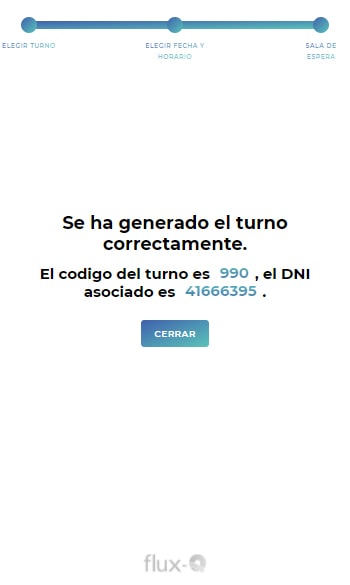 ELEGIR TURNO
ELEGIR FECHA Y
HORARIO
SALA DE
ESPERA
Se ha generado el turno
correctamente.
El codigo del turno es 990 , el DNI
asociado es 41666395 .
CERRAR
flux-Q